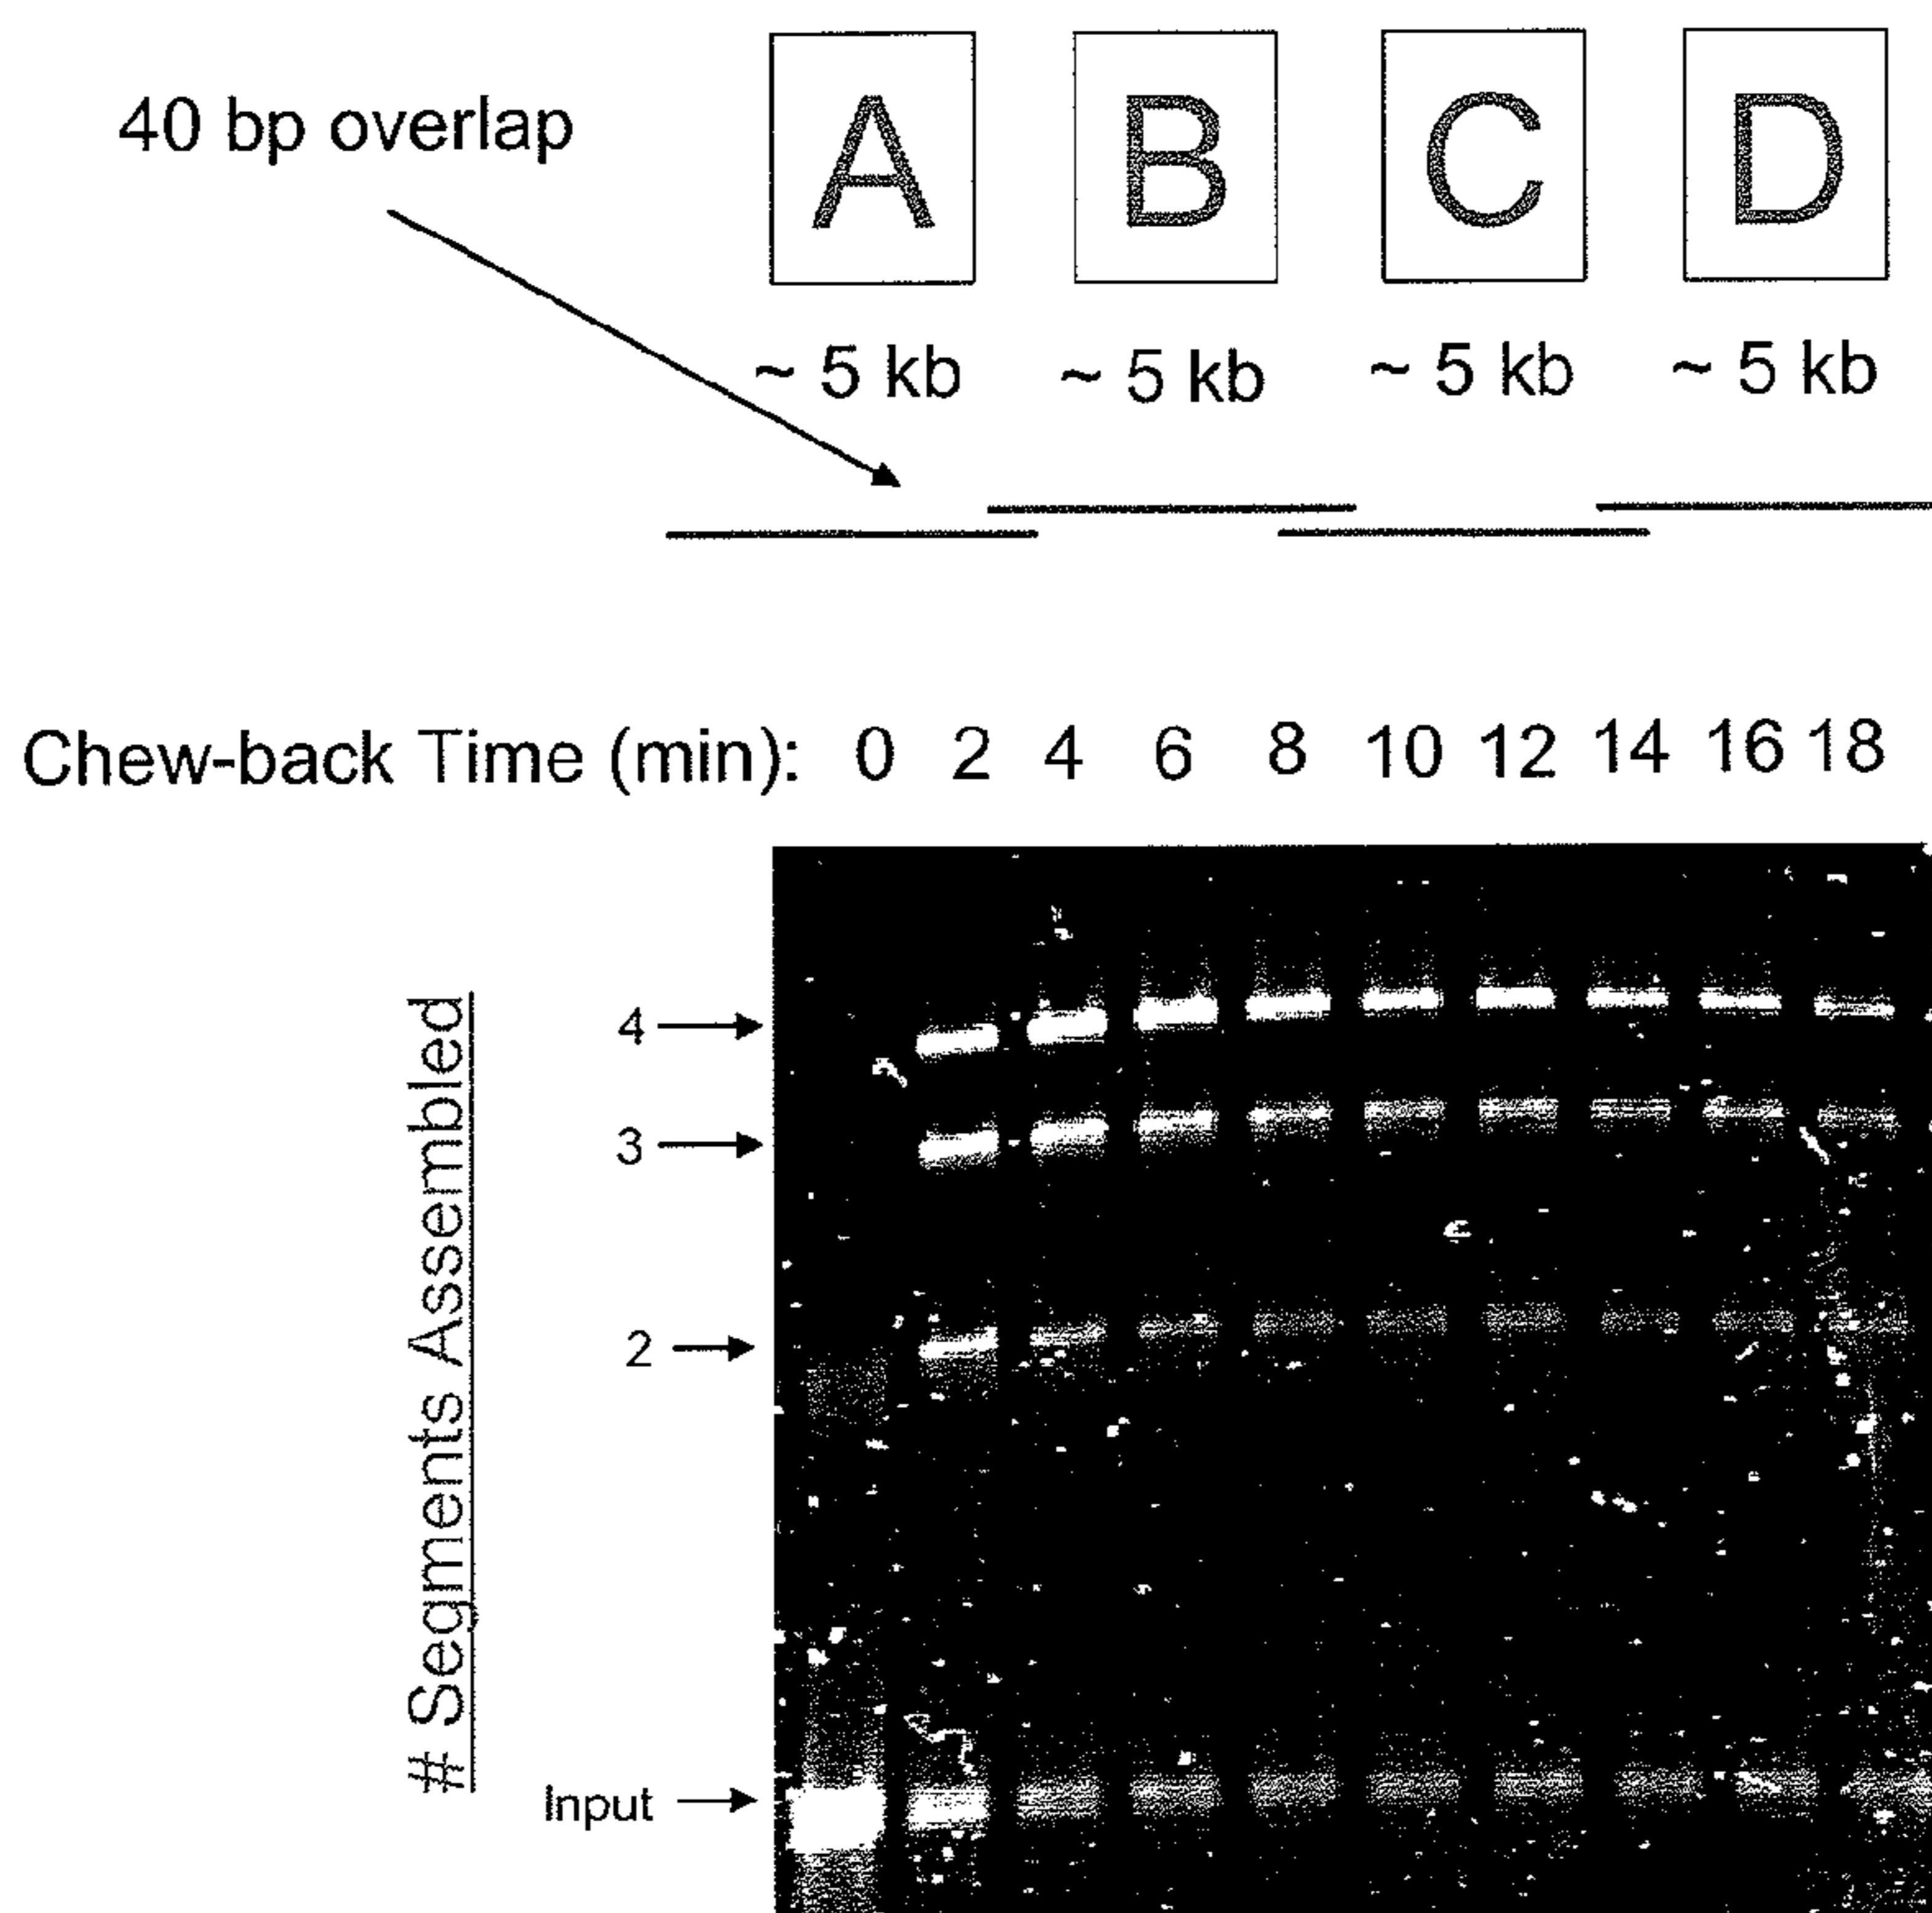 A B C D
40 bp overlap
~ 5 kb ~ 5 kb ~ 5 kb ~ 5 kb
Chew-back Time (min): 0 2 4 6 8 10 12 14 16 18
# Segments Assembled
4
3
2
Input